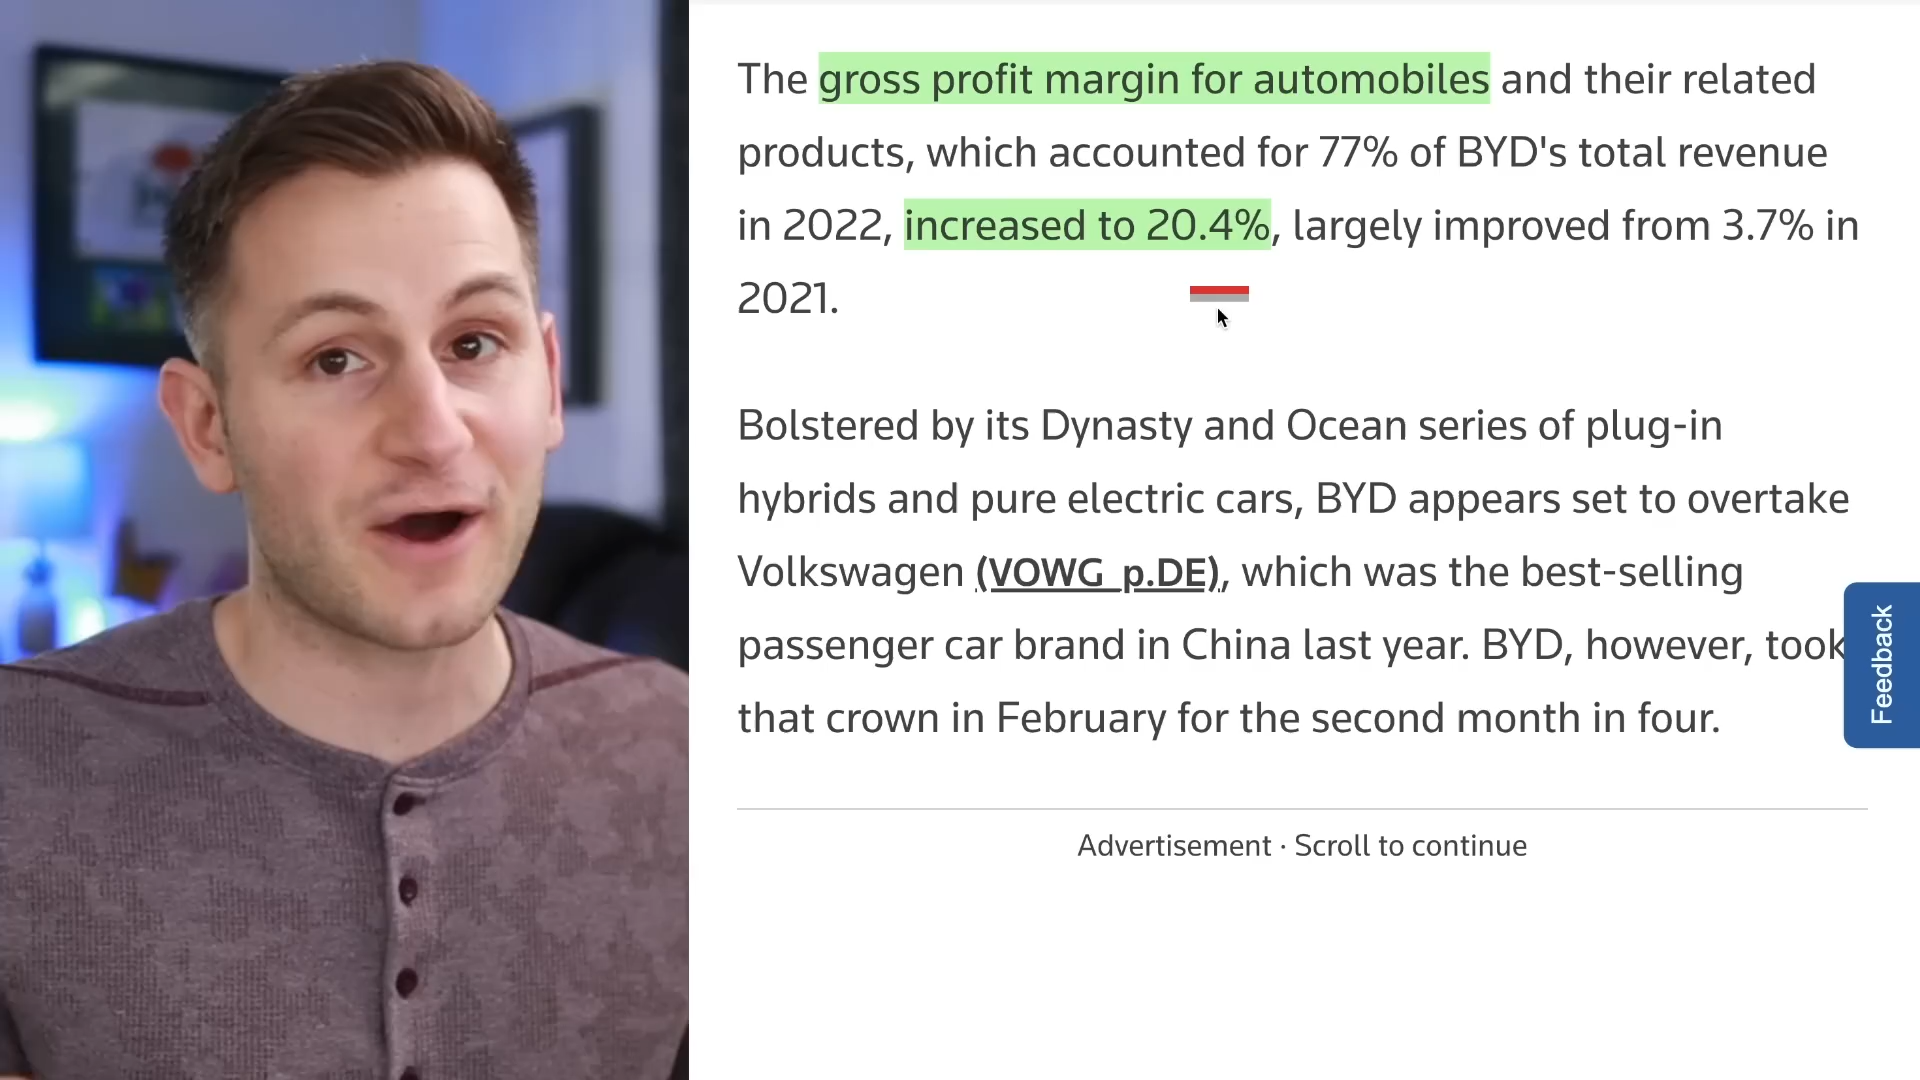 The gross profit margin for automobiles and their related
products, which accounted for 77% of BYD's total revenue
in 2022, increased to 20.4%, largely improved from 3.7% in
2021.
Bolstered by its Dynasty and Ocean series of plug-in
hybrids and pure electric cars, BYD appears set to overtake
Volkswagen (VOWG_p.DE), which was the best-selling
passenger car brand in China last year. BYD, however, took
that crown in February for the second month in four.
Feedback
Advertisement · Scroll to continue